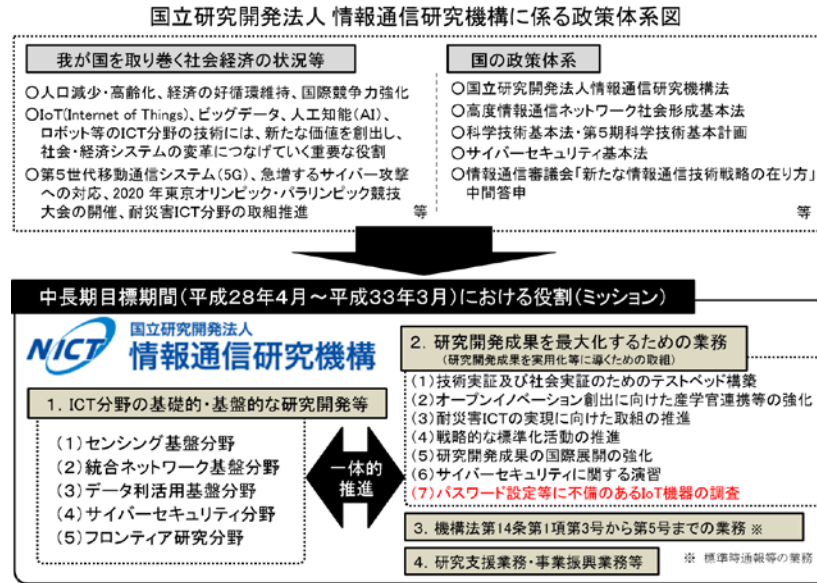 国立研究開発法人 情報通信研究機構に係る政策体系図
我が国を取り巻く社会経済の状況等
○人口減少・高齢化、経済の好循環維持、国際競争力強化
○IoT(Internet of Things)、ビッグデータ、人工知能(AI)、
ロボット等のICT分野の技術には、新たな価値を創出し、
社会・経済システムの変革につなげていく重要な役割
○第5世代移動通信システム(5G)、急増するサイバー攻撃
への対応、2020 年東京オリンピック・パラリンピック競技
大会の開催、耐災害ICT分野の取組推進
等
国の政策体系
○国立研究開発法人情報通信研究機構法
○高度情報通信ネットワーク社会形成基本法
○科学技術基本法・第5期科学技術基本計画
○サイバーセキュリティ基本法
○情報通信審議会「新たな情報通信技術戦略の在り方」
中間答申
等
中長期目標期間(平成28年4月～平成33年3月)における役割(ミッション)
NICT
国立研究開発法人
情報通信研究機構
1. ICT分野の基礎的・基盤的な研究開発等
(1)センシング基盤分野
(2)統合ネットワーク基盤分野
(3)データ利活用基盤分野
(4)サイバーセキュリティ分野
(5)フロンティア研究分野
一体的
推進
2. 研究開発成果を最大化するための業務
(研究開発成果を実用化等に導くための取組)
(1)技術実証及び社会実証のためのテストベッド構築
(2)オープンイノベーション創出に向けた産学官連携等の強化
(3)耐災害ICTの実現に向けた取組の推進
(4)戦略的な標準化活動の推進
(5)研究開発成果の国際展開の強化
(6)サイバーセキュリティに関する演習
(7)パスワード設定等に不備のあるIoT機器の調査
3. 機構法第14条第1項第3号から第5号までの業務 ※
4. 研究支援業務・事業振興業務等
※ 標準時通報等の業務